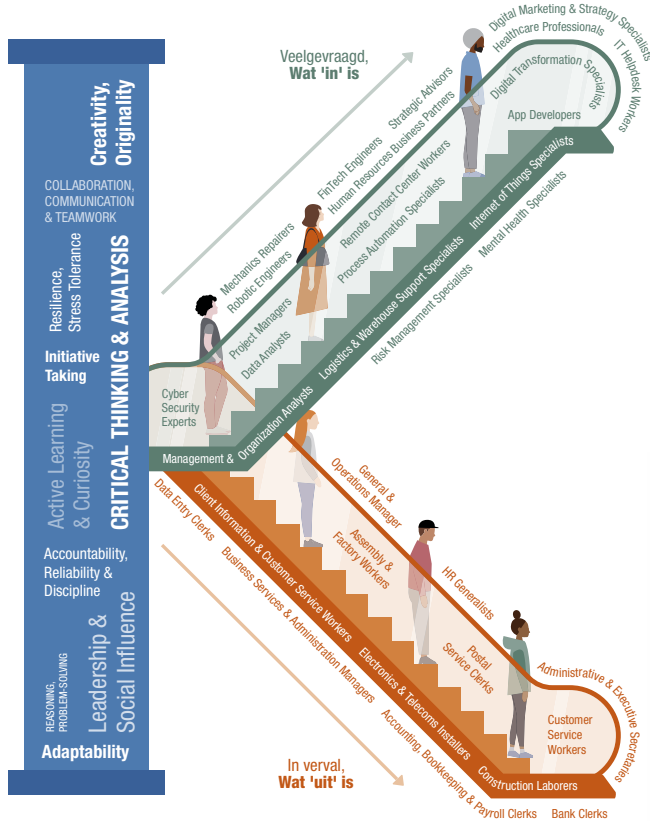 Creativity,
Originality
COLLABORATION,
COMMUNICATION
& TEAMWORK
Resilience,
Stress Tolerance
CRITICAL THINKING & ANALYSIS
Initiative
Taking
Active Learning
& Curiosity
Accountability,
Reliability &
Discipline
Leadership &
Social Influence
REASONING,
PROBLEM-SOLVING
Adaptability
Veelgevraagd,
Wat 'in' is
Digital Marketing & Strategy Specialists
Healthcare Professionals
IT Helpdesk Workers
Digital Transformation Specialists
App Developers
Strategic Advisors
Human Resources Business Partners
FinTech Engineers
Remote Contact Center Workers
Process Automation Specialists
Mechanics Repairers
Robotic Engineers
Project Managers
Data Analysts
Cyber
Security
Experts
Management & Organization Analysts
Logistics & Warehouse Support Specialists
Internet of Things Specialists
Risk Management Specialists
Mental Health Specialists
Data Entry Clerks
Client Information & Customer Service Workers
Business Services & Administration Managers
General &
Operations Manager
Assembly &
Factory Workers
HR Generalists
Postal
Service Clerks
Electronics & Telecoms Installers
Accounting, Bookkeeping & Payroll Clerks
Administrative & Executive Secretaries
Customer
Service
Workers
Construction Laborers
Bank Clerks
In verval,
Wat 'uit' is